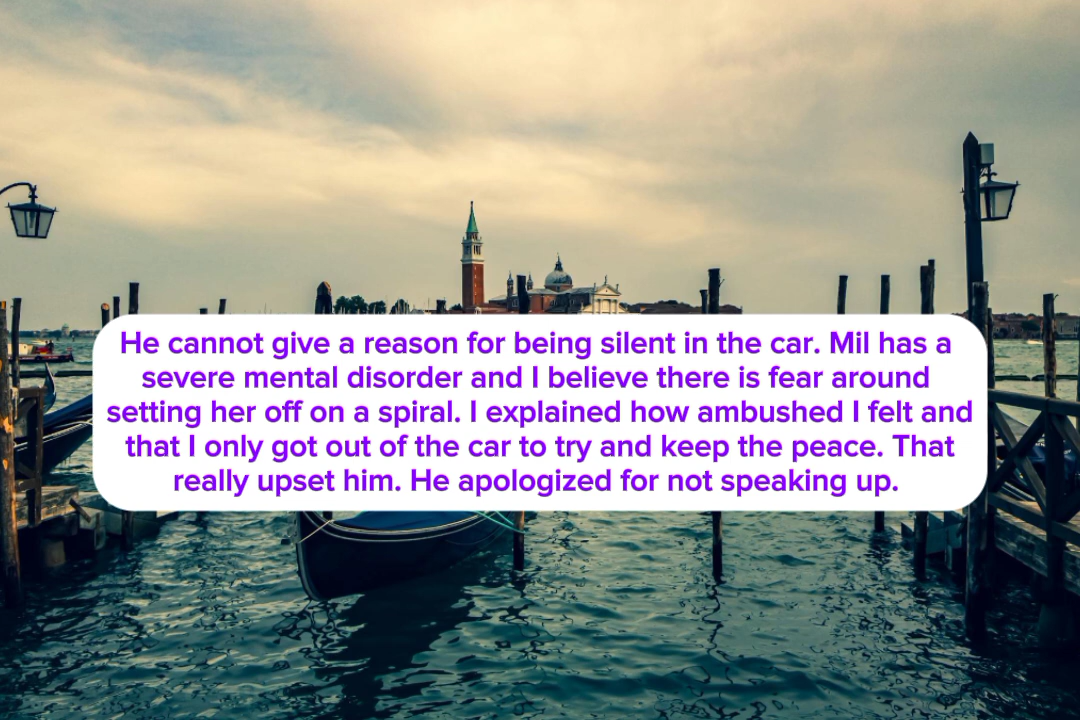 He cannot give a reason for being silent in the car. Mil has a
severe mental disorder and I believe there is fear around
setting her off on a spiral. I explained how ambushed I felt and
that I only got out of the car to try and keep the peace. That
really upset him. He apologized for not speaking up.